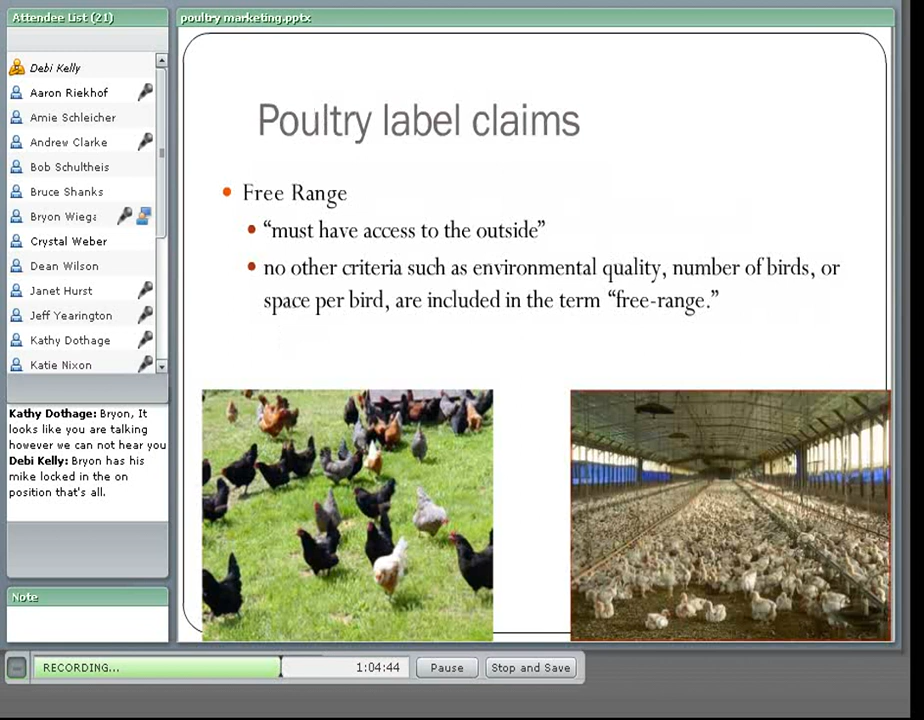 Attendee List (21)
Debi Kelly
Aaron Riekhof
Amie Schleicher
Andrew Clarke
Bob Schultheis
Bruce Shanks
Bryon Wiega
Crystal Weber
Dean Wilson
Janet Hurst
Jeff Yearington
Kathy Dothage
Katie Nixon
Kathy Dothage: Bryon, It
looks like you are talking
however we can not hear you
Debi Kelly: Bryon has his
mike locked in the on
position that's all.
Note
poultry marketing.pptx
Poultry label claims
Free Range
“must have access to the outside”
no other criteria such as environmental quality, number of birds, or
space per bird, are included in the term “free-range.”
RECORDING...
1:04:44
Pause
Stop and Save